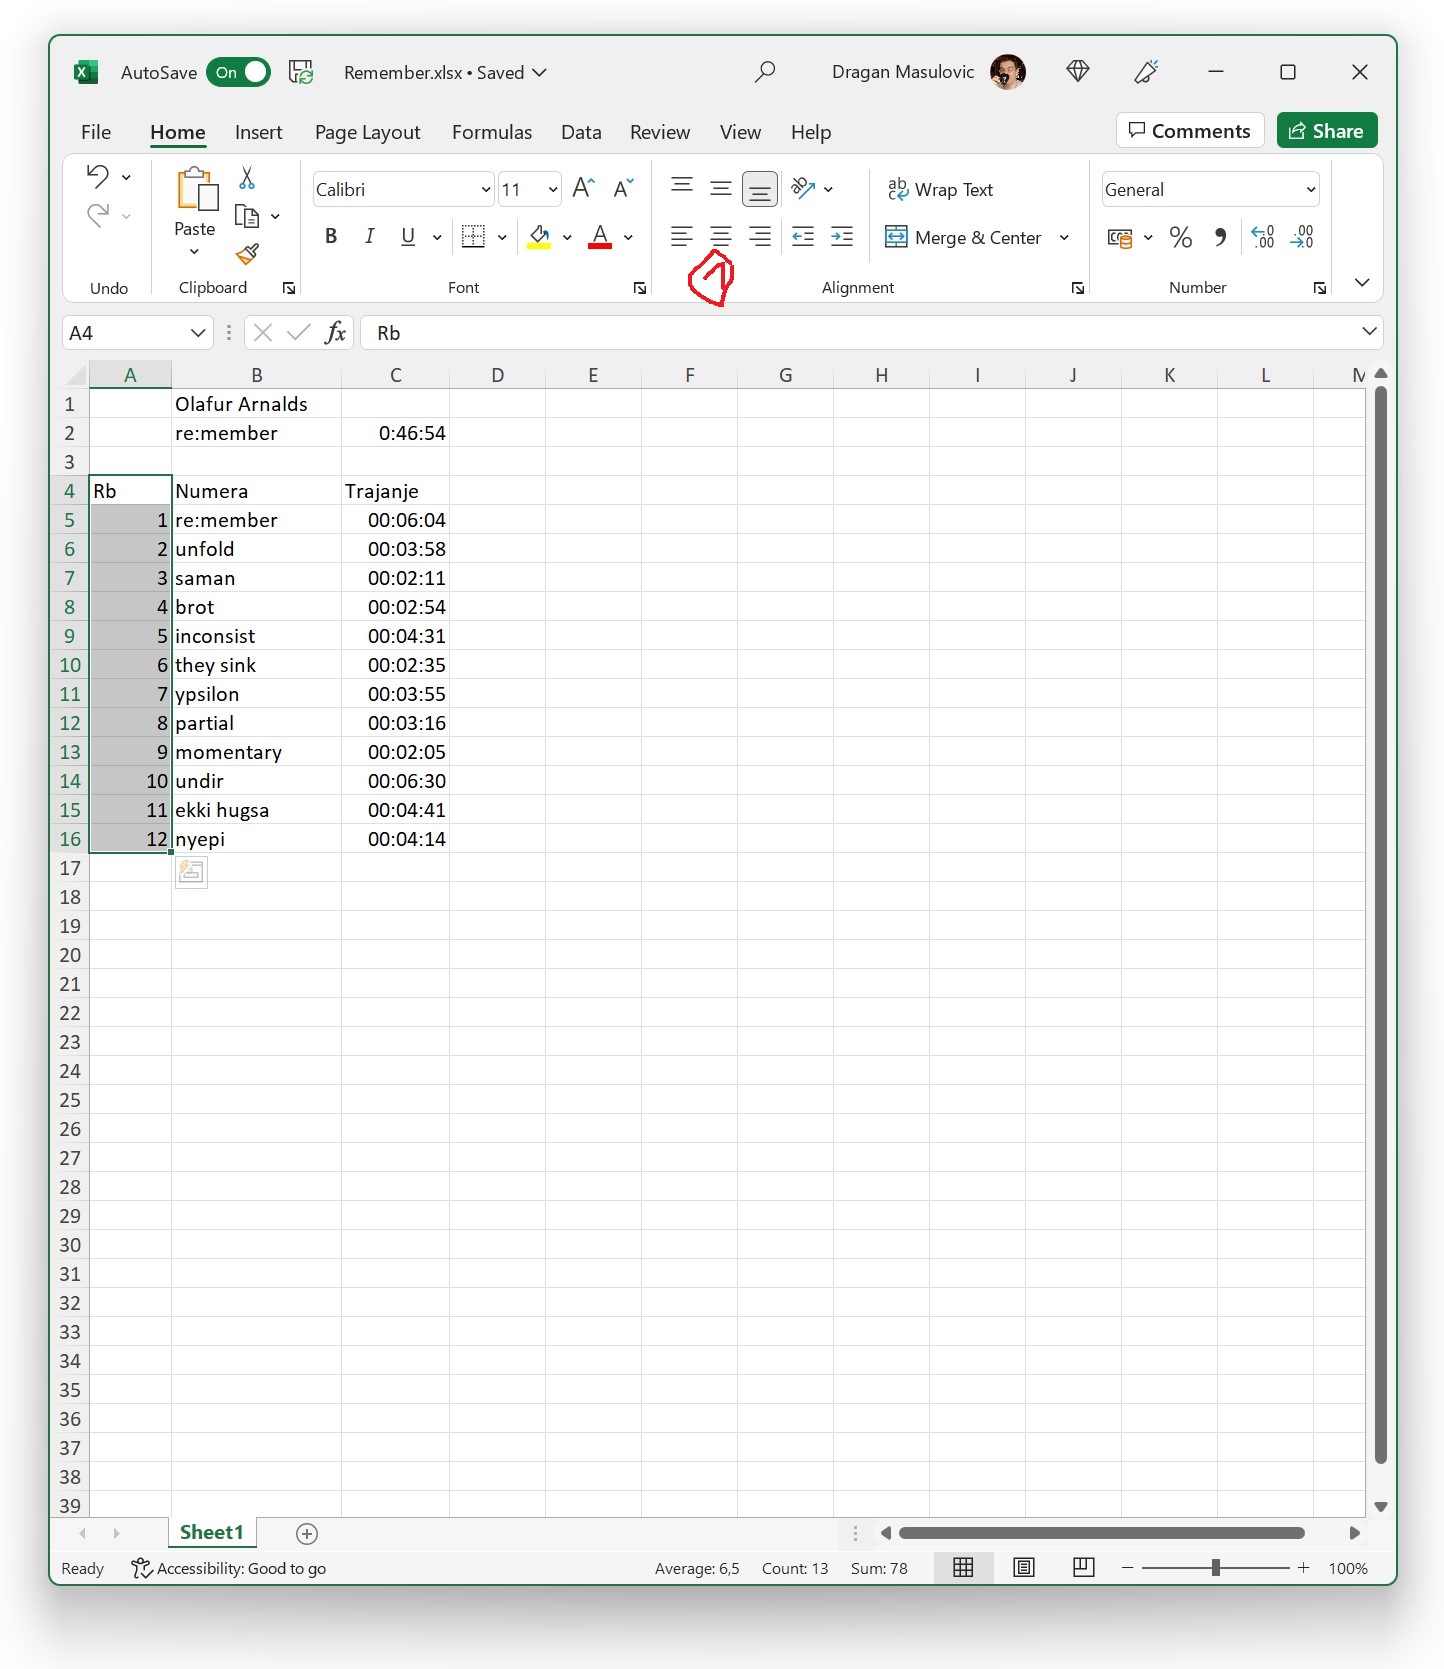 AutoSave On Remember.xlsx • Saved Dragan Masulovic
File Home Insert Page Layout Formulas Data Review View Help Comments Share
Calibri 11 ab c Wrap Text General
Paste B I U A Merge & Center % 9 ←0 .00 .00 →0
1
Undo Clipboard Font Alignment Number
A4 fx Rb
A B C D E F G H I J K L M
1 Olafur Arnalds
2 re:member 0:46:54
3
4 Rb Numera Trajanje
5 1 re:member 00:06:04
6 2 unfold 00:03:58
7 3 saman 00:02:11
8 4 brot 00:02:54
9 5 inconsist 00:04:31
10 6 they sink 00:02:35
11 7 ypsilon 00:03:55
12 8 partial 00:03:16
13 9 momentary 00:02:05
14 10 undir 00:06:30
15 11 ekki hugsa 00:04:41
16 12 nyepi 00:04:14
17
18
19
20
21
22
23
24
25
26
27
28
29
30
31
32
33
34
35
36
37
38
39
Sheet1
Ready Accessibility: Good to go Average: 6,5 Count: 13 Sum: 78 100%